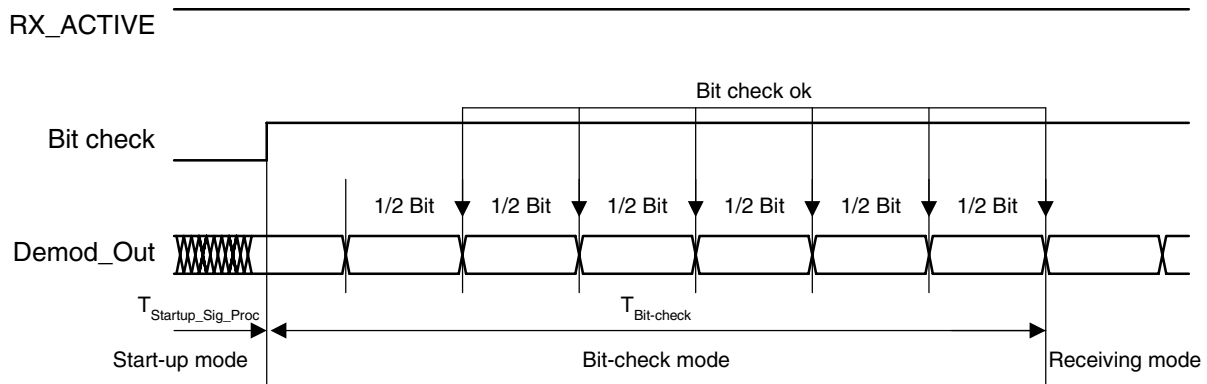 RX_ACTIVE
Bit check ok
Bit check
1/2 Bit 1/2 Bit 1/2 Bit 1/2 Bit 1/2 Bit 1/2 Bit
Demod_Out
TStartup_Sig_Proc TBit-check
Start-up mode Bit-check mode Receiving mode